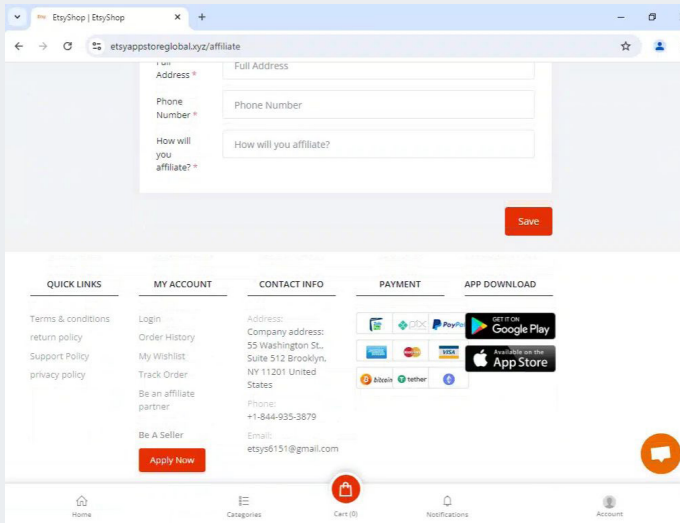 EtsyShop | EtsyShop
etsyappstoreglobal.xyz/affiliate
Full
Address *
Full Address
Phone
Number *
Phone Number
How will
you
affiliate? *
How will you affiliate?
Save
QUICK LINKS
Terms & conditions
return policy
Support Policy
privacy policy
MY ACCOUNT
Login
Order History
My Wishlist
Track Order
Be an affiliate
partner
Be A Seller
Apply Now
CONTACT INFO
Address:
Company address:
55 Washington St.,
Suite 512 Brooklyn,
NY 11201 United
States
Phone:
+1-844-935-3879
Email:
etsys6151@gmail.com
PAYMENT
pbc
PayPal
VISA
bitcoin
tether
APP DOWNLOAD
GET IT ON
Google Play
Available on the
App Store
Home
Categories
Cart (0)
Notifications
Account